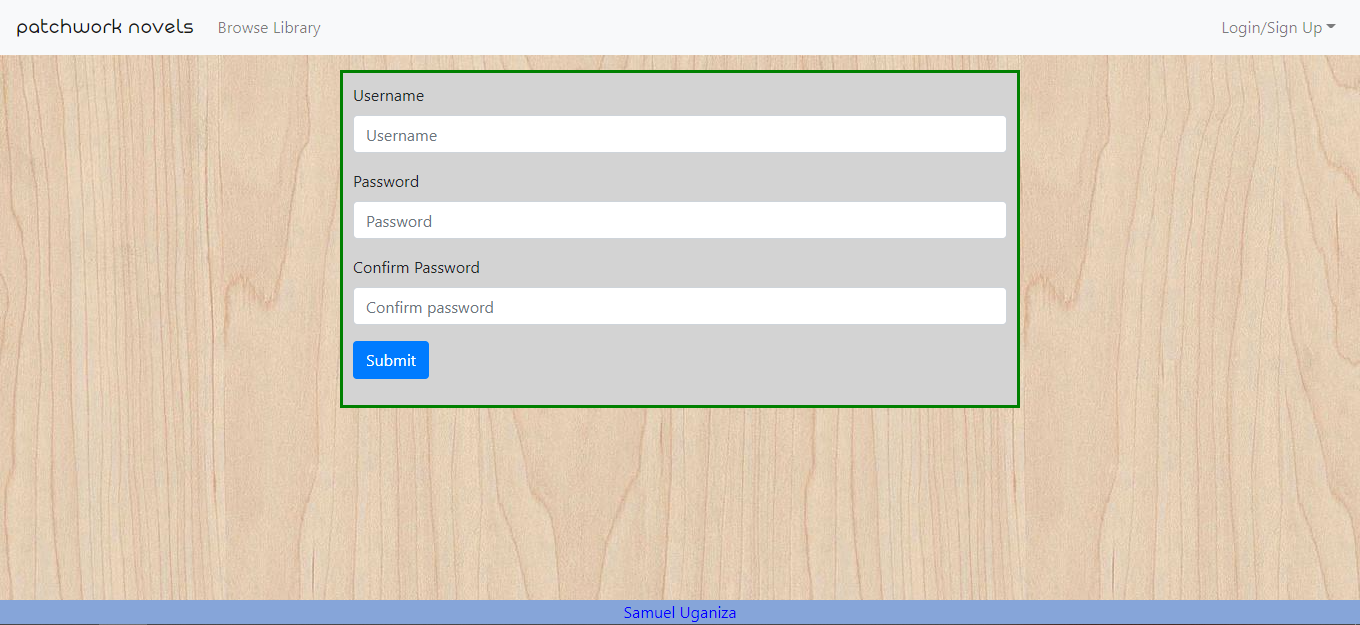 patchwork novels Browse Library Login/Sign Up
Username
Username
Password
Password
Confirm Password
Confirm password
Submit
Samuel Uganiza